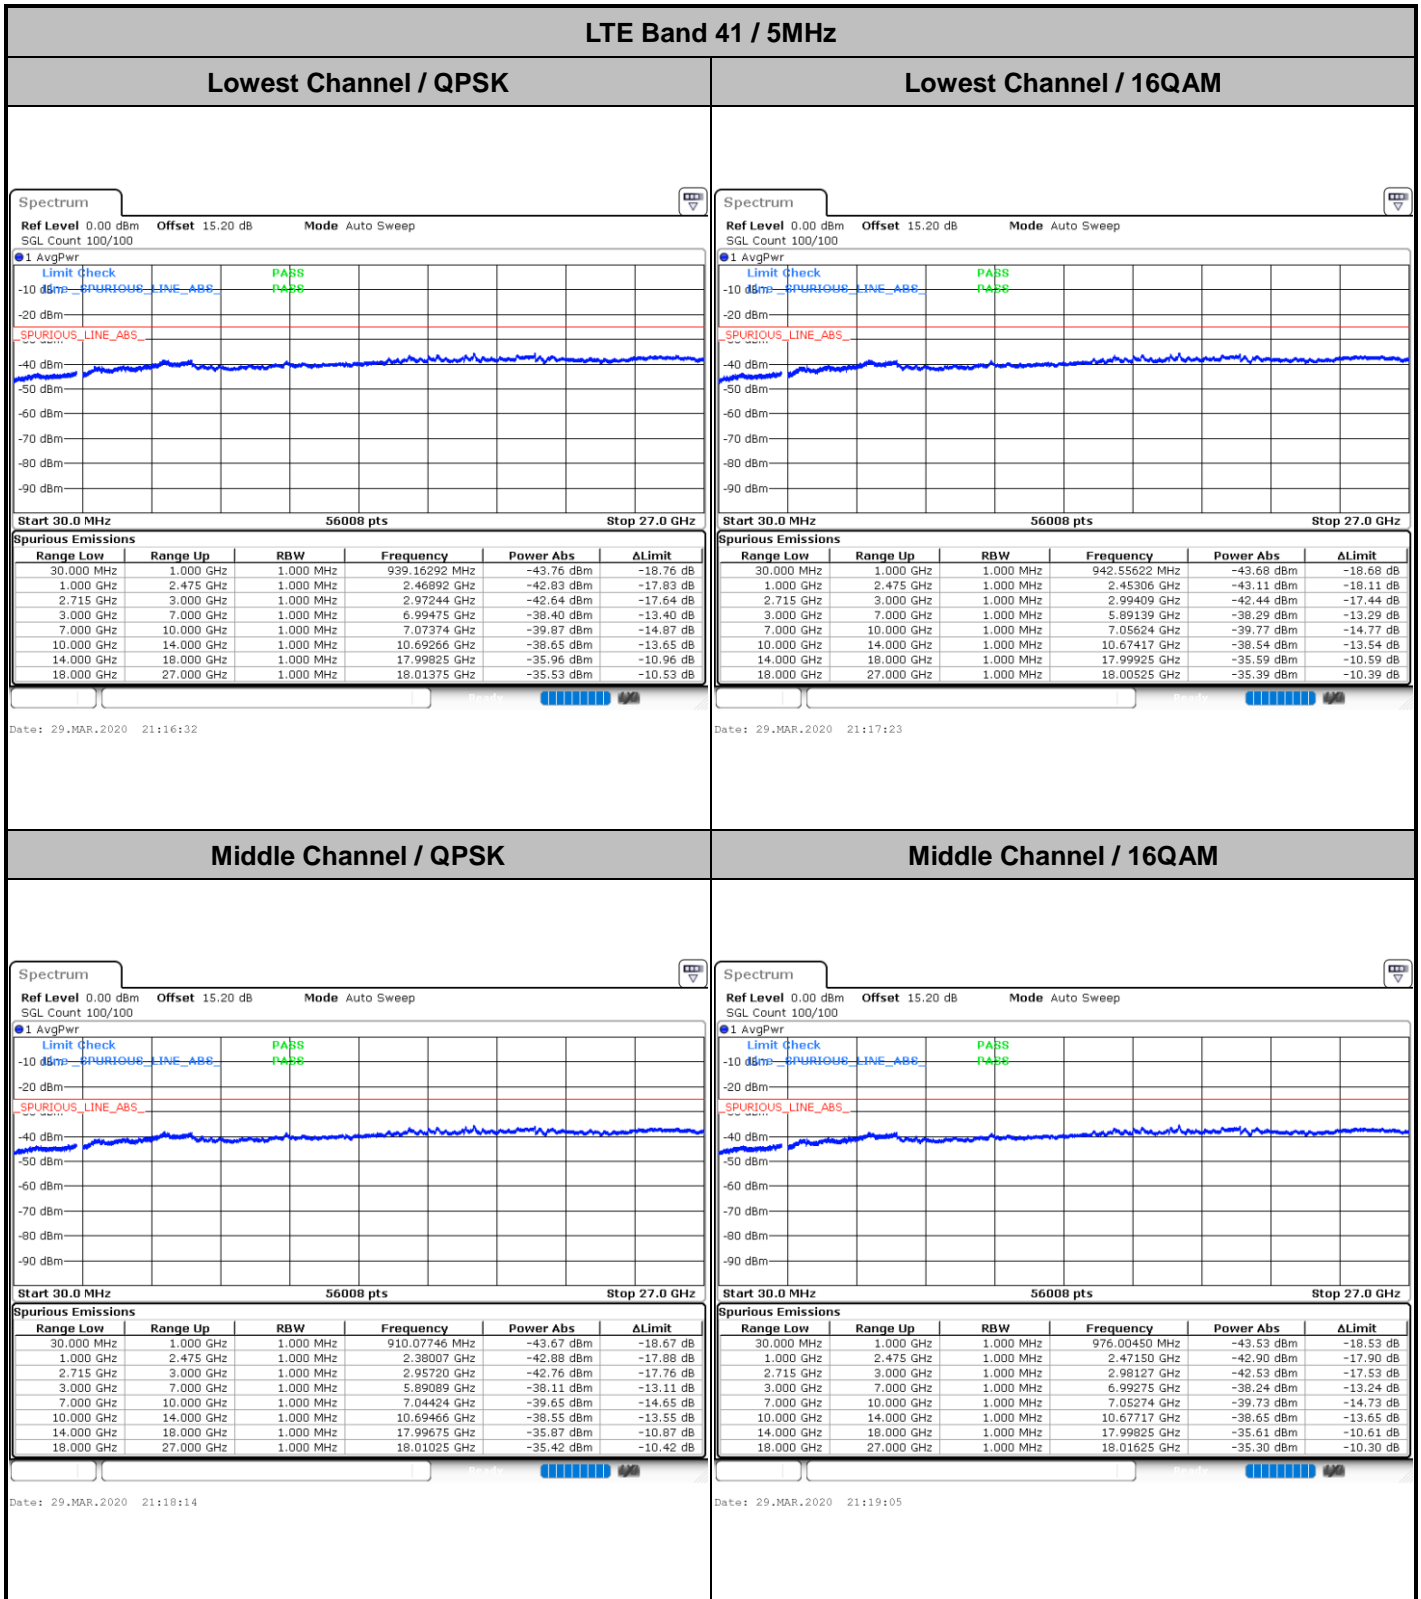 LTE Band 41 / 5MHz
Lowest Channel / QPSK
Lowest Channel / 16QAM
Spectrum
Ref Level 0.00 dBm Offset 15.20 dB Mode Auto Sweep
SGL Count 100/100
1 AvgPwr
Limit Check PASS
Line _SPURIOUS_LINE_ABS_ PASS
-10 dBm
-20 dBm
_SPURIOUS_LINE_ABS_
-40 dBm
-50 dBm
-60 dBm
-70 dBm
-80 dBm
-90 dBm
Start 30.0 MHz 56008 pts Stop 27.0 GHz
Spurious Emissions
Range Low Range Up RBW Frequency Power Abs ΔLimit
30.000 MHz 1.000 GHz 1.000 MHz 939.16292 MHz -43.76 dBm -18.76 dB
1.000 GHz 2.475 GHz 1.000 MHz 2.46892 GHz -42.83 dBm -17.83 dB
2.715 GHz 3.000 GHz 1.000 MHz 2.97244 GHz -42.64 dBm -17.64 dB
3.000 GHz 7.000 GHz 1.000 MHz 6.99475 GHz -38.40 dBm -13.40 dB
7.000 GHz 10.000 GHz 1.000 MHz 7.07374 GHz -39.87 dBm -14.87 dB
10.000 GHz 14.000 GHz 1.000 MHz 10.69266 GHz -38.65 dBm -13.65 dB
14.000 GHz 18.000 GHz 1.000 MHz 17.99825 GHz -35.96 dBm -10.96 dB
18.000 GHz 27.000 GHz 1.000 MHz 18.01375 GHz -35.53 dBm -10.53 dB
Ready
Date: 29.MAR.2020 21:16:32
Spectrum
Ref Level 0.00 dBm Offset 15.20 dB Mode Auto Sweep
SGL Count 100/100
1 AvgPwr
Limit Check PASS
Line _SPURIOUS_LINE_ABS_ PASS
-10 dBm
-20 dBm
_SPURIOUS_LINE_ABS_
-40 dBm
-50 dBm
-60 dBm
-70 dBm
-80 dBm
-90 dBm
Start 30.0 MHz 56008 pts Stop 27.0 GHz
Spurious Emissions
Range Low Range Up RBW Frequency Power Abs ΔLimit
30.000 MHz 1.000 GHz 1.000 MHz 942.55622 MHz -43.68 dBm -18.68 dB
1.000 GHz 2.475 GHz 1.000 MHz 2.45306 GHz -43.11 dBm -18.11 dB
2.715 GHz 3.000 GHz 1.000 MHz 2.99409 GHz -42.44 dBm -17.44 dB
3.000 GHz 7.000 GHz 1.000 MHz 5.89139 GHz -38.29 dBm -13.29 dB
7.000 GHz 10.000 GHz 1.000 MHz 7.05624 GHz -39.77 dBm -14.77 dB
10.000 GHz 14.000 GHz 1.000 MHz 10.67417 GHz -38.54 dBm -13.54 dB
14.000 GHz 18.000 GHz 1.000 MHz 17.99925 GHz -35.59 dBm -10.59 dB
18.000 GHz 27.000 GHz 1.000 MHz 18.00525 GHz -35.39 dBm -10.39 dB
Ready
Date: 29.MAR.2020 21:17:23
Middle Channel / QPSK
Middle Channel / 16QAM
Spectrum
Ref Level 0.00 dBm Offset 15.20 dB Mode Auto Sweep
SGL Count 100/100
1 AvgPwr
Limit Check PASS
Line _SPURIOUS_LINE_ABS_ PASS
-10 dBm
-20 dBm
_SPURIOUS_LINE_ABS_
-40 dBm
-50 dBm
-60 dBm
-70 dBm
-80 dBm
-90 dBm
Start 30.0 MHz 56008 pts Stop 27.0 GHz
Spurious Emissions
Range Low Range Up RBW Frequency Power Abs ΔLimit
30.000 MHz 1.000 GHz 1.000 MHz 910.07746 MHz -43.67 dBm -18.67 dB
1.000 GHz 2.475 GHz 1.000 MHz 2.38007 GHz -42.88 dBm -17.88 dB
2.715 GHz 3.000 GHz 1.000 MHz 2.95720 GHz -42.76 dBm -17.76 dB
3.000 GHz 7.000 GHz 1.000 MHz 5.89089 GHz -38.11 dBm -13.11 dB
7.000 GHz 10.000 GHz 1.000 MHz 7.04424 GHz -39.65 dBm -14.65 dB
10.000 GHz 14.000 GHz 1.000 MHz 10.69466 GHz -38.55 dBm -13.55 dB
14.000 GHz 18.000 GHz 1.000 MHz 17.99675 GHz -35.87 dBm -10.87 dB
18.000 GHz 27.000 GHz 1.000 MHz 18.01025 GHz -35.42 dBm -10.42 dB
Ready
Date: 29.MAR.2020 21:18:14
Spectrum
Ref Level 0.00 dBm Offset 15.20 dB Mode Auto Sweep
SGL Count 100/100
1 AvgPwr
Limit Check PASS
Line _SPURIOUS_LINE_ABS_ PASS
-10 dBm
-20 dBm
_SPURIOUS_LINE_ABS_
-40 dBm
-50 dBm
-60 dBm
-70 dBm
-80 dBm
-90 dBm
Start 30.0 MHz 56008 pts Stop 27.0 GHz
Spurious Emissions
Range Low Range Up RBW Frequency Power Abs ΔLimit
30.000 MHz 1.000 GHz 1.000 MHz 976.00450 MHz -43.53 dBm -18.53 dB
1.000 GHz 2.475 GHz 1.000 MHz 2.47150 GHz -42.90 dBm -17.90 dB
2.715 GHz 3.000 GHz 1.000 MHz 2.98127 GHz -42.53 dBm -17.53 dB
3.000 GHz 7.000 GHz 1.000 MHz 6.99275 GHz -38.24 dBm -13.24 dB
7.000 GHz 10.000 GHz 1.000 MHz 7.05274 GHz -39.73 dBm -14.73 dB
10.000 GHz 14.000 GHz 1.000 MHz 10.67717 GHz -38.65 dBm -13.65 dB
14.000 GHz 18.000 GHz 1.000 MHz 17.99825 GHz -35.61 dBm -10.61 dB
18.000 GHz 27.000 GHz 1.000 MHz 18.01625 GHz -35.30 dBm -10.30 dB
Ready
Date: 29.MAR.2020 21:19:05